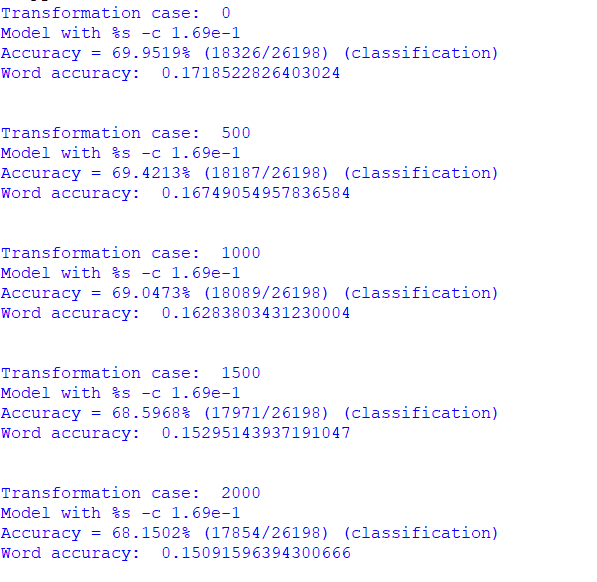 Transformation case:  0
Model with %s -c 1.69e-1
Accuracy = 69.9519% (18326/26198) (classification)
Word accuracy:  0.1718522826403024
Transformation case:  500
Model with %s -c 1.69e-1
Accuracy = 69.4213% (18187/26198) (classification)
Word accuracy:  0.16749054957836584
Transformation case:  1000
Model with %s -c 1.69e-1
Accuracy = 69.0473% (18089/26198) (classification)
Word accuracy:  0.16283803431230004
Transformation case:  1500
Model with %s -c 1.69e-1
Accuracy = 68.5968% (17971/26198) (classification)
Word accuracy:  0.15295143937191047
Transformation case:  2000
Model with %s -c 1.69e-1
Accuracy = 68.1502% (17854/26198) (classification)
Word accuracy:  0.15091596394300666